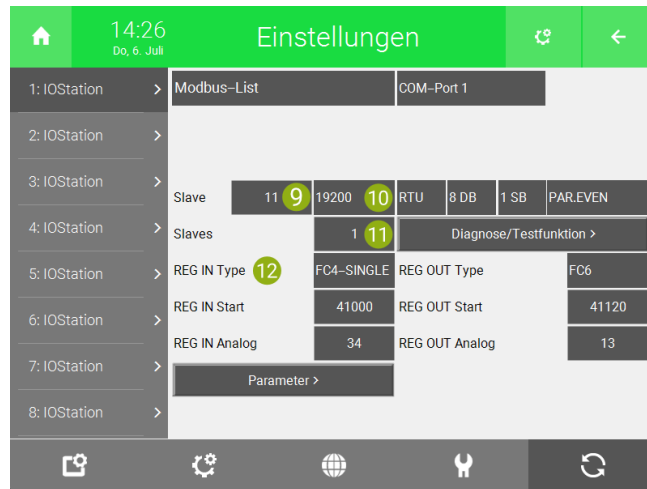 14:26
Do, 6. Juli
Einstellungen
1: IOStation
2: IOStation
3: IOStation
4: IOStation
5: IOStation
6: IOStation
7: IOStation
8: IOStation
Modbus-List COM-Port 1
Slave 11 9 19200 10 RTU 8 DB 1 SB PAR.EVEN
Slaves 1 11 Diagnose/Testfunktion >
REG IN Type 12 FC4-SINGLE REG OUT Type FC6
REG IN Start 41000 REG OUT Start 41120
REG IN Analog 34 REG OUT Analog 13
Parameter >